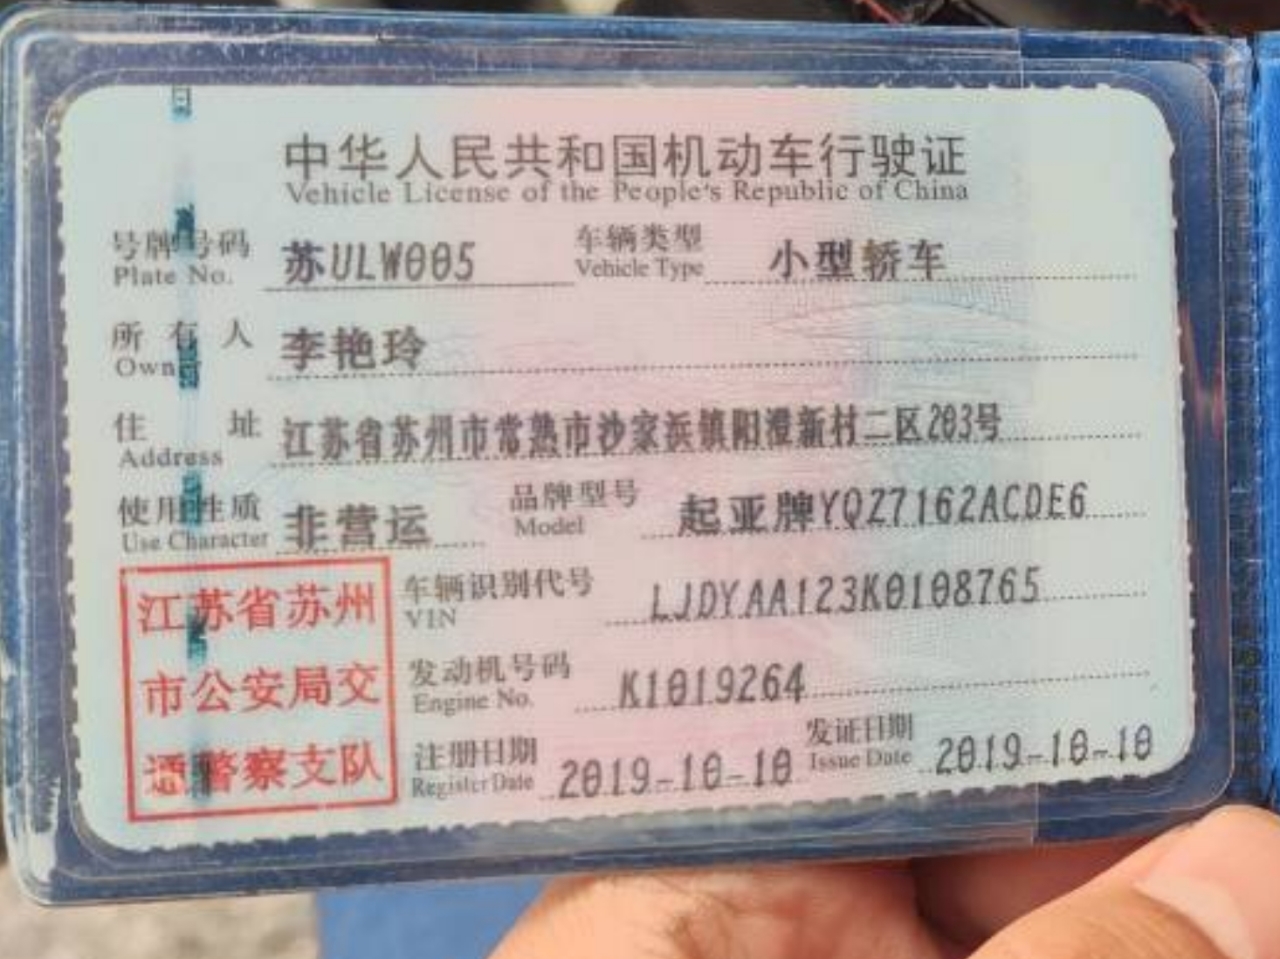 中华人民共和国机动车行驶证
Vehicle License of the People's Republic of China
号牌号码 苏ULW005 车辆类型 小型轿车
Plate No. Vehicle Type
所有人 李艳玲
Owner
住址 江苏省苏州市常熟市沙家浜镇阳澄新村二区203号
Address
使用性质 非营运 品牌型号 起亚牌YQZ7162ACDE6
Use Character Model
江苏省苏州 车辆识别代号 LJDYAA123K0108765
VIN
市公安局交 发动机号码 K1019264
Engine No.
通警察支队 注册日期 2019-10-10 发证日期 2019-10-10
Register Date Issue Date